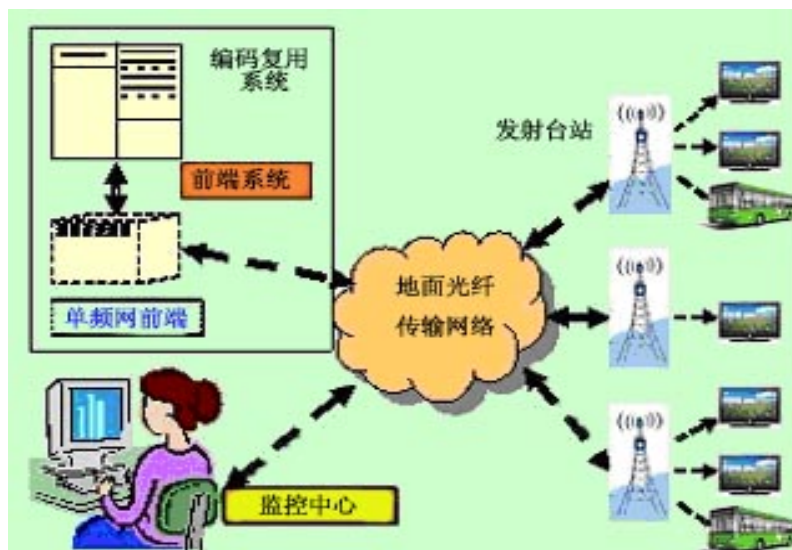 编码复用
系统
前端系统
单频网前端
发射台站
地面光纤
传输网络
监控中心